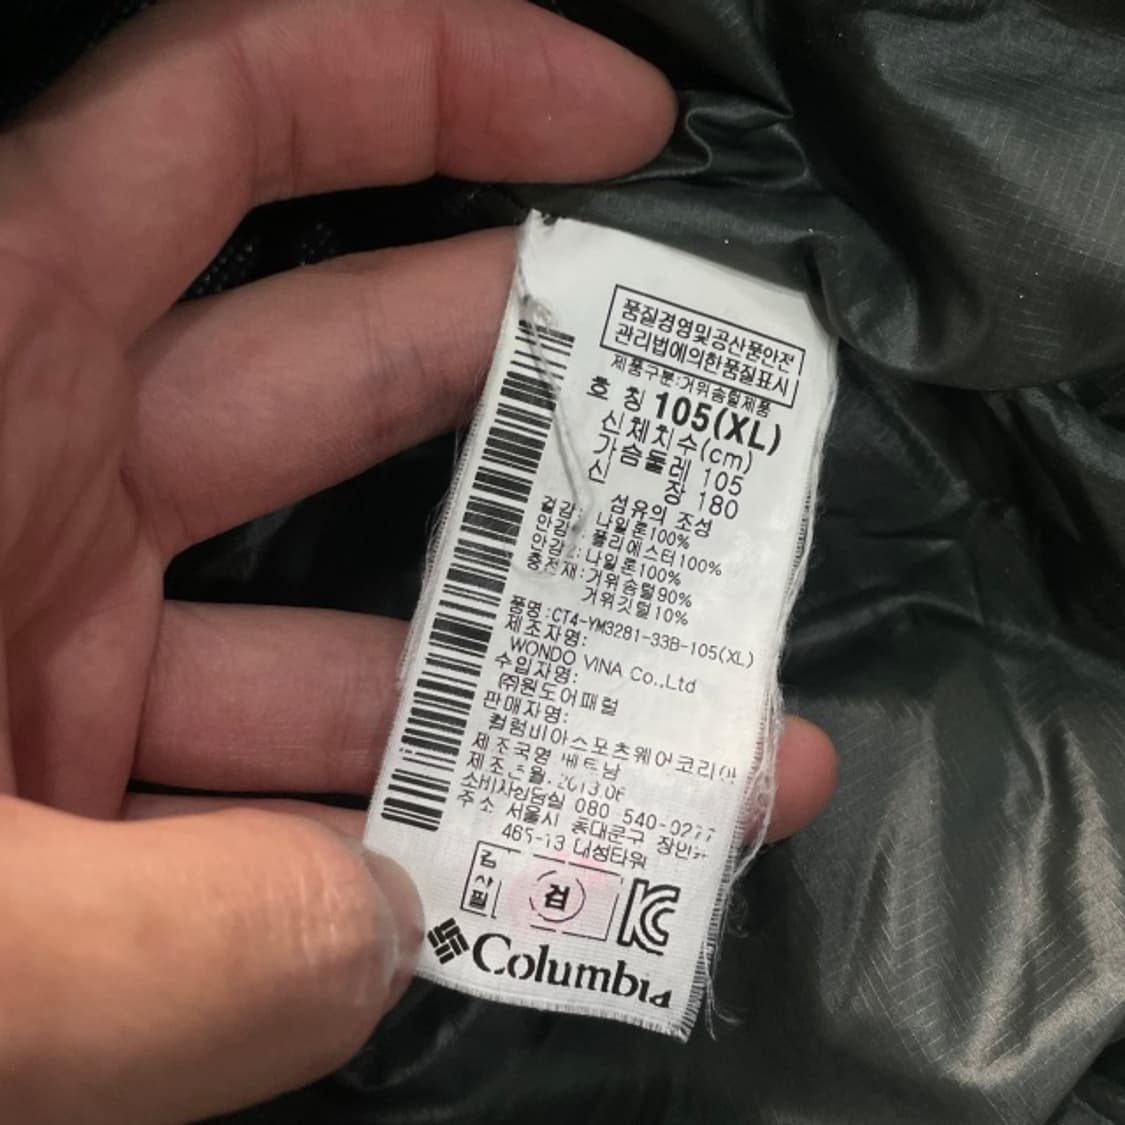 품질경영및공산품안전
관리법에의한품질표시
제품구분:거위솜털제품
호 칭 105(XL)
신체치수(cm)
가슴둘레 105
신 장 180
섬유의 조성
겉감: 나일론100%
안감 : 폴리에스터100%
안감 : 나일론100%
충전재:거위솜털90%
거위깃털10%
품명:CT4-YM3281-33B-105(XL)
제조자명:
WONDO VINA Co.,Ltd
수입자명:
㈜원도어패럴
판매자명:
컬럼비아스포츠웨어코리아
제조국명 베트남
제조년월.2013.06
소비자상담실 080 540-
주소 서울시 동대문구
465-13 대성타워
검사필
검
KC
Columbia